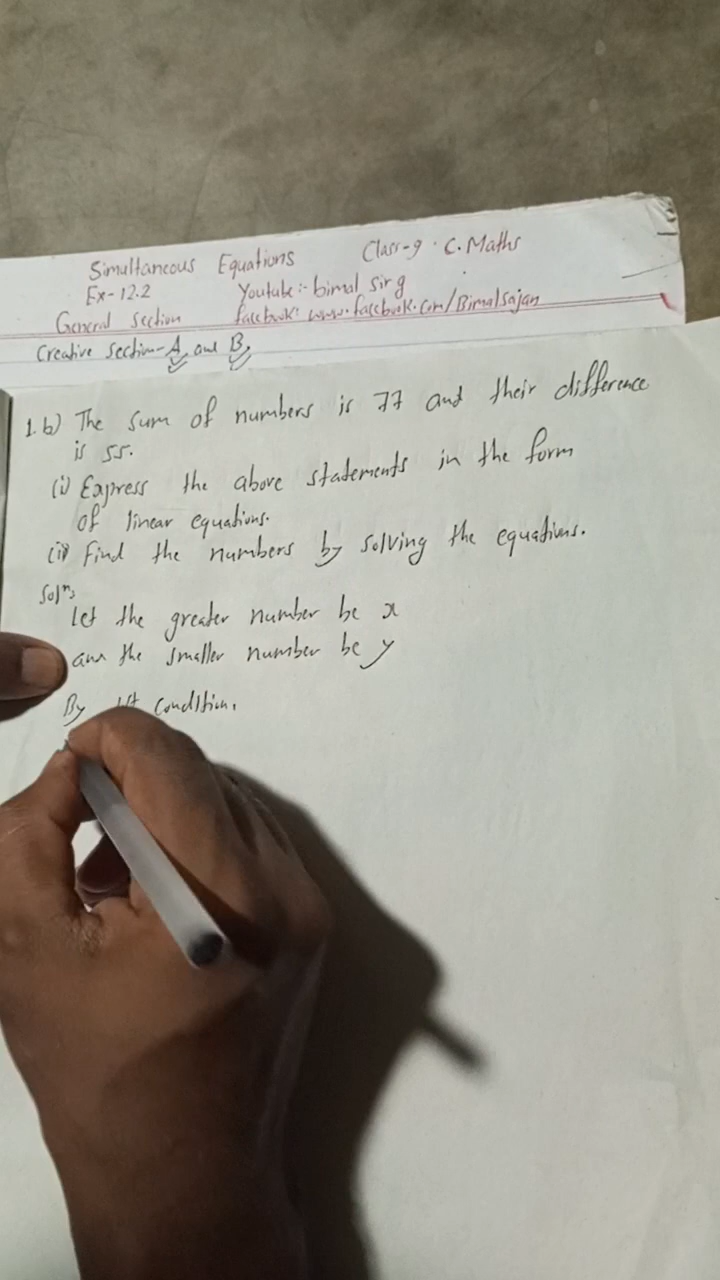 Simultaneous Equations Class-9. C. Maths
Ex-12.2 Youtube:- bimal sir g
General Section facebook: www.facebook.com/Bimalsajan
Creative section-A and B,
1.b) The sum of numbers is 77 and their difference
is 55.
(i) Express the above statements in the form
of linear equations.
(ii) Find the numbers by solving the equations.
Solⁿ,
Let the greater number be x
and the smaller number be y
By 1st condition,